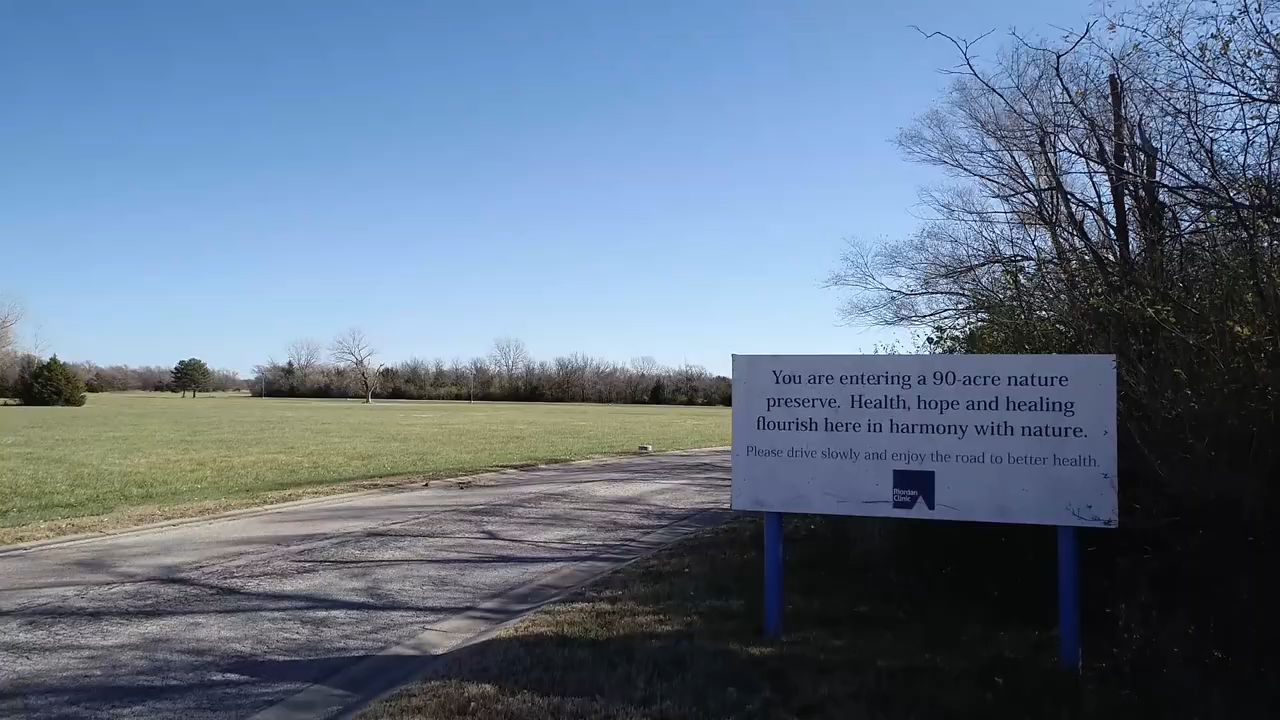 You are entering a 90-acre nature
preserve. Health, hope and healing
flourish here in harmony with nature.
Please drive slowly and enjoy the road to better health.
Riordan
Clinic